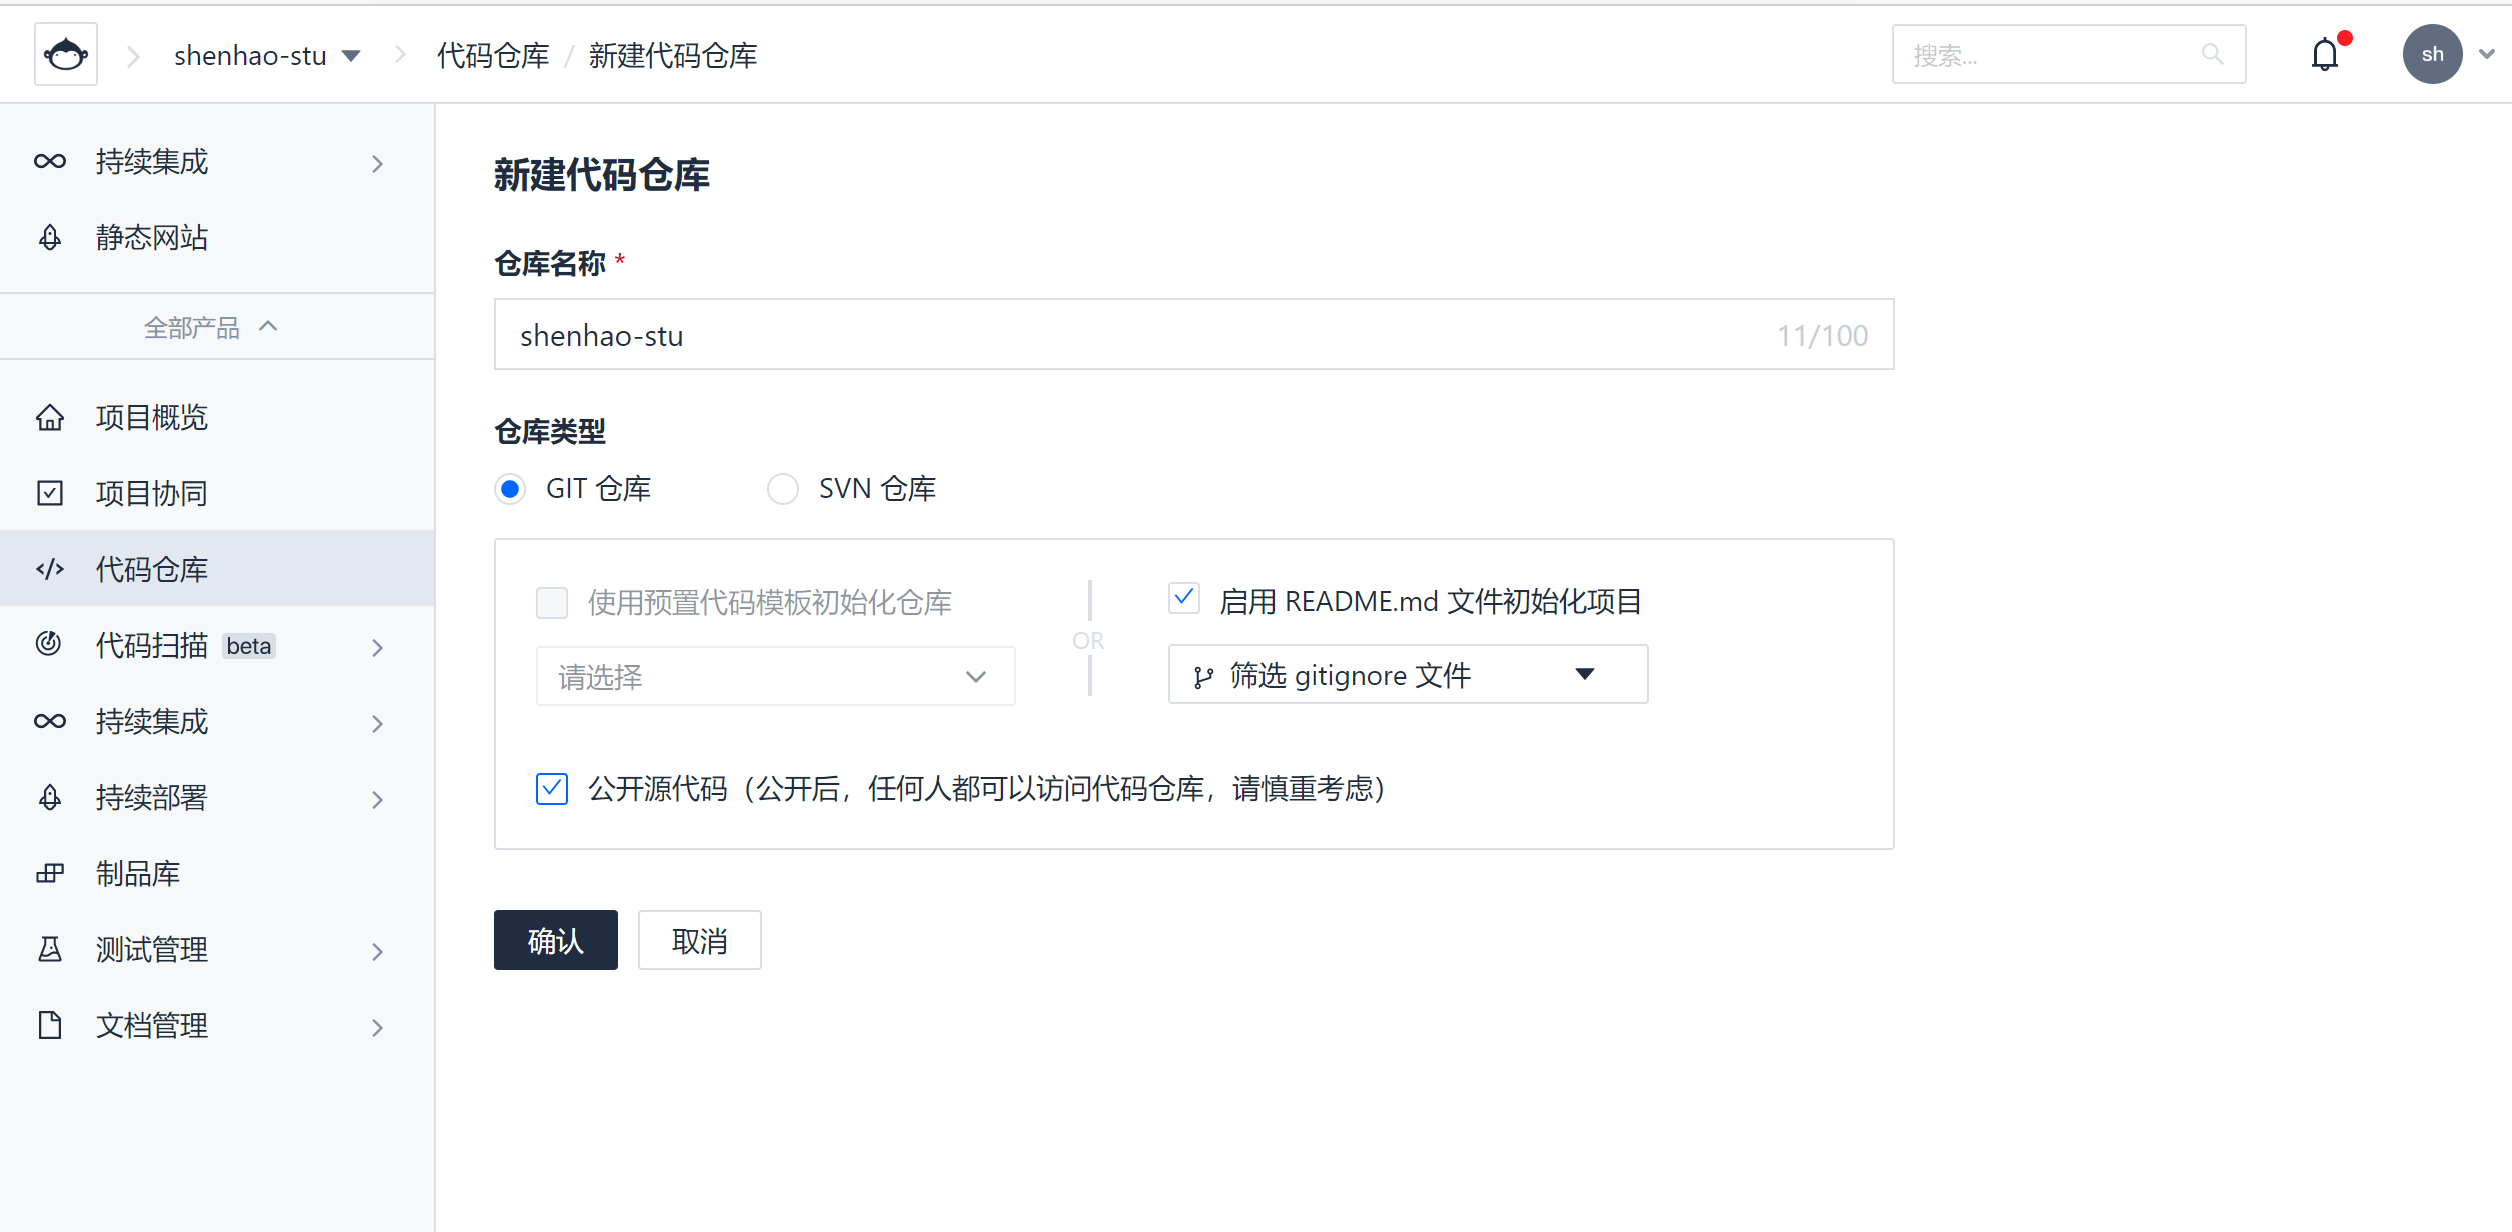 shenhao-stu
代码仓库 / 新建代码仓库
搜索...
sh
持续集成
静态网站
全部产品
项目概览
项目协同
代码仓库
代码扫描 beta
持续集成
持续部署
制品库
测试管理
文档管理
新建代码仓库
仓库名称 *
shenhao-stu 11/100
仓库类型
GIT 仓库 SVN 仓库
使用预置代码模板初始化仓库
请选择
OR
启用 README.md 文件初始化项目
筛选 gitignore 文件
公开源代码（公开后，任何人都可以访问代码仓库，请慎重考虑）
确认 取消